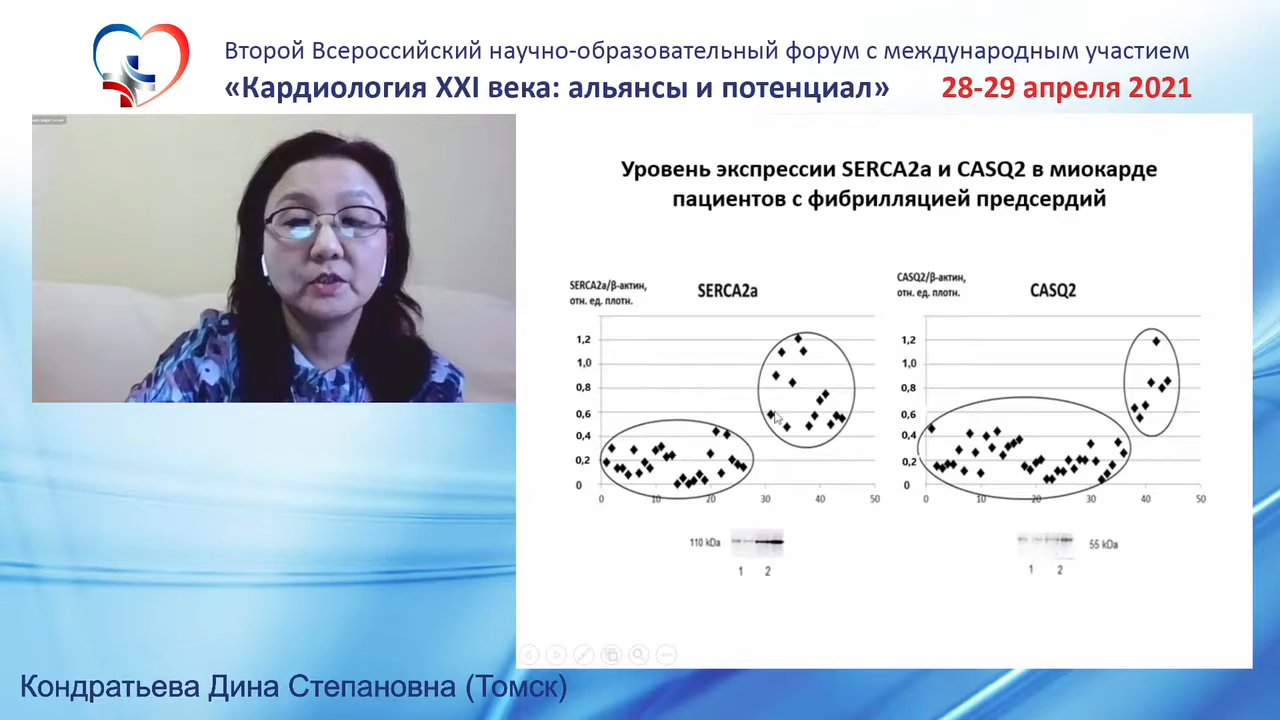 Второй Всероссийский научно-образовательный форум с международным участием
«Кардиология XXI века: альянсы и потенциал» 28-29 апреля 2021
Уровень экспрессии SERCA2a и CASQ2 в миокарде
пациентов с фибрилляцией предсердий
SERCA2a/β-актин,
отн. ед. плотн.
SERCA2a
1,2
1,0
0,8
0,6
0,4
0,2
0
0 10 20 30 40 50
110 kDa
1 2
CASQ2/β-актин,
отн. ед. плотн.
CASQ2
1,2
1,0
0,8
0,6
0,4
0,2
0
0 10 20 30 40 50
55 kDa
1 2
Кондратьева Дина Степановна (Томск)